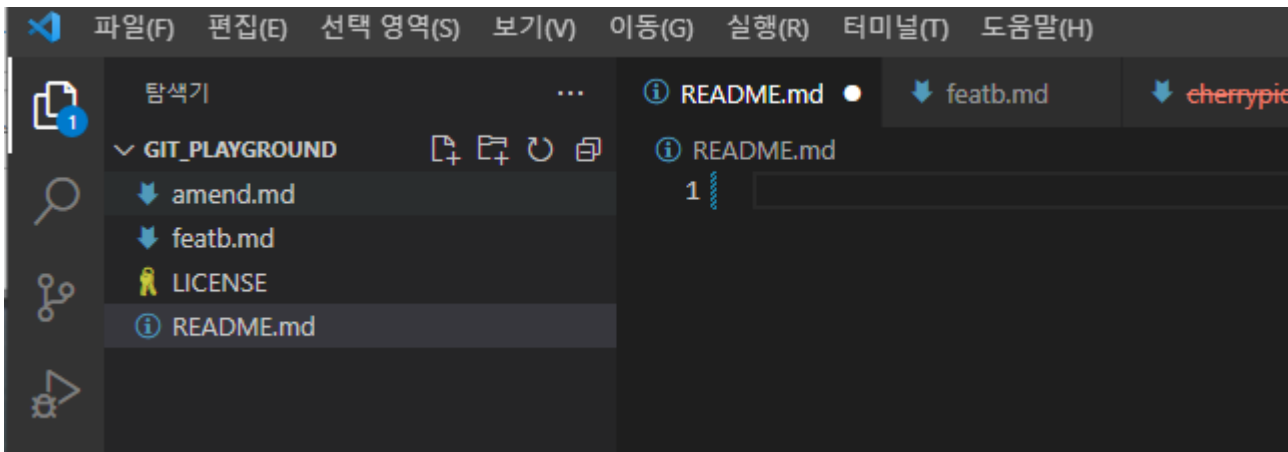 파일(F) 편집(E) 선택 영역(S) 보기(V) 이동(G) 실행(R) 터미널(T) 도움말(H)
탐색기 ...
README.md featb.md cherrypic
GIT_PLAYGROUND
README.md
1
1
amend.md
featb.md
LICENSE
README.md